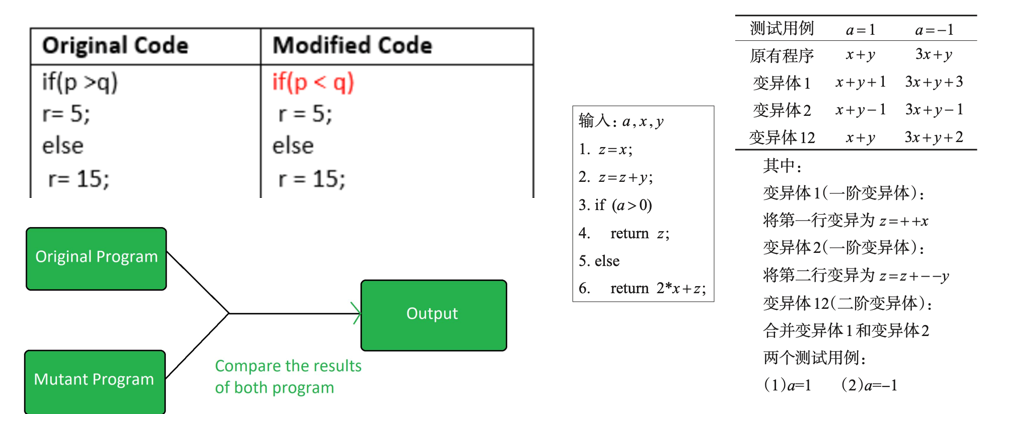 Original Code Modified Code
if(p >q) if(p < q)
r= 5; r = 5;
else else
r= 15; r = 15;
Original Program
Mutant Program
Output
Compare the results
of both program
输入：a,x,y
1. z=x;
2. z=z+y;
3. if (a>0)
4. return z;
5. else
6. return 2*x+z;
测试用例 a=1 a=−1
原有程序 x+y 3x+y
变异体1 x+y+1 3x+y+3
变异体2 x+y−1 3x+y−1
变异体12 x+y 3x+y+2
其中：
变异体1(一阶变异体)：
将第一行变异为 z=++x
变异体2(一阶变异体)：
将第二行变异为 z=z+−−y
变异体12(二阶变异体)：
合并变异体1和变异体2
两个测试用例：
(1)a=1 (2)a=−1